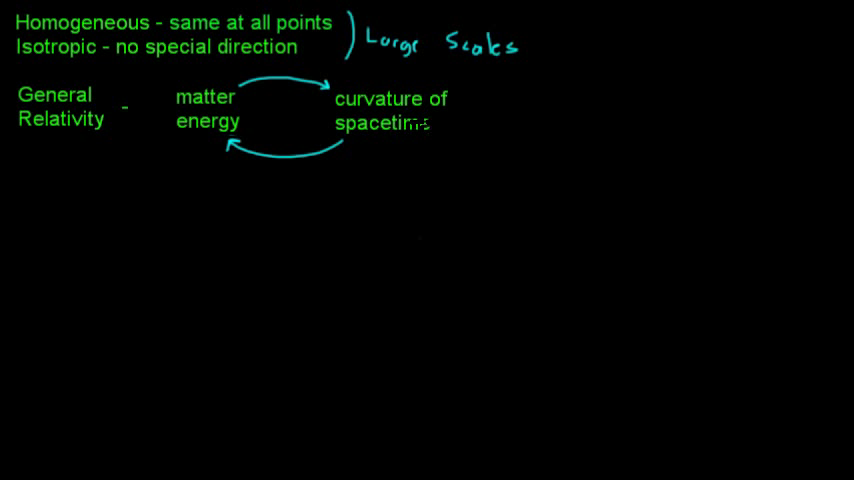 Homogeneous - same at all points
Isotropic - no special direction
Large Scales
General Relativity - matter energy
curvature of spacetime